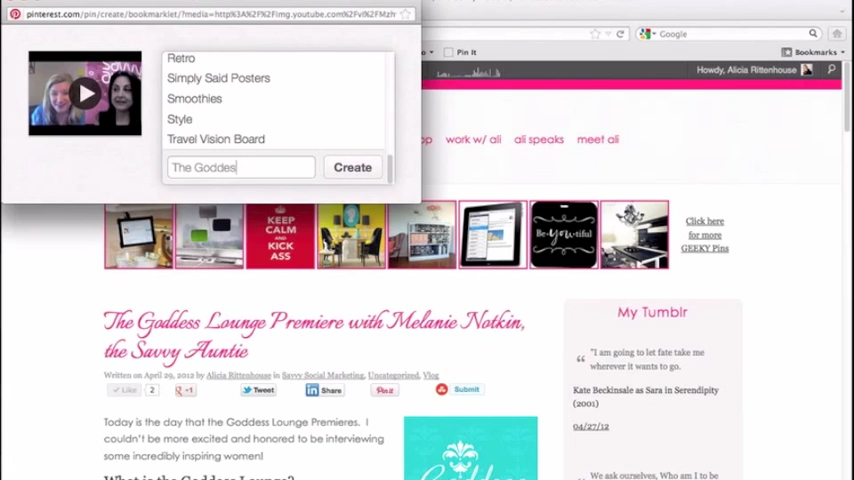 pinterest.com/pin/create/bookmarklet/?media=http%3A%2F%2Fimg.youtube.com%2Fvi%2FMzh
Retro
Simply Said Posters
Smoothies
Style
Travel Vision Board
The Goddes
Create
Google
Pin It
Bookmarks
Howdy, Alicia Rittenhouse
op work w/ ali ali speaks meet ali
KEEP
CALM
AND
KICK
ASS
Be-you-tiful
Click here
for more
GEEKY Pins
The Goddess Lounge Premiere with Melanie Notkin,
the Savvy Auntie
Written on April 29, 2012 by Alicia Rittenhouse in Savvy Social Marketing, Uncategorized, Vlog
Like 2 +1 Tweet Share Pin it Submit
Today is the day that the Goddess Lounge Premieres. I
couldn't be more excited and honored to be interviewing
some incredibly inspiring women!
What is the Goddess Lounge?
Goddess
My Tumblr
"I am going to let fate take me
wherever it wants to go.
Kate Beckinsale as Sara in Serendipity
(2001)
04/27/12
We ask ourselves, Who am I to be